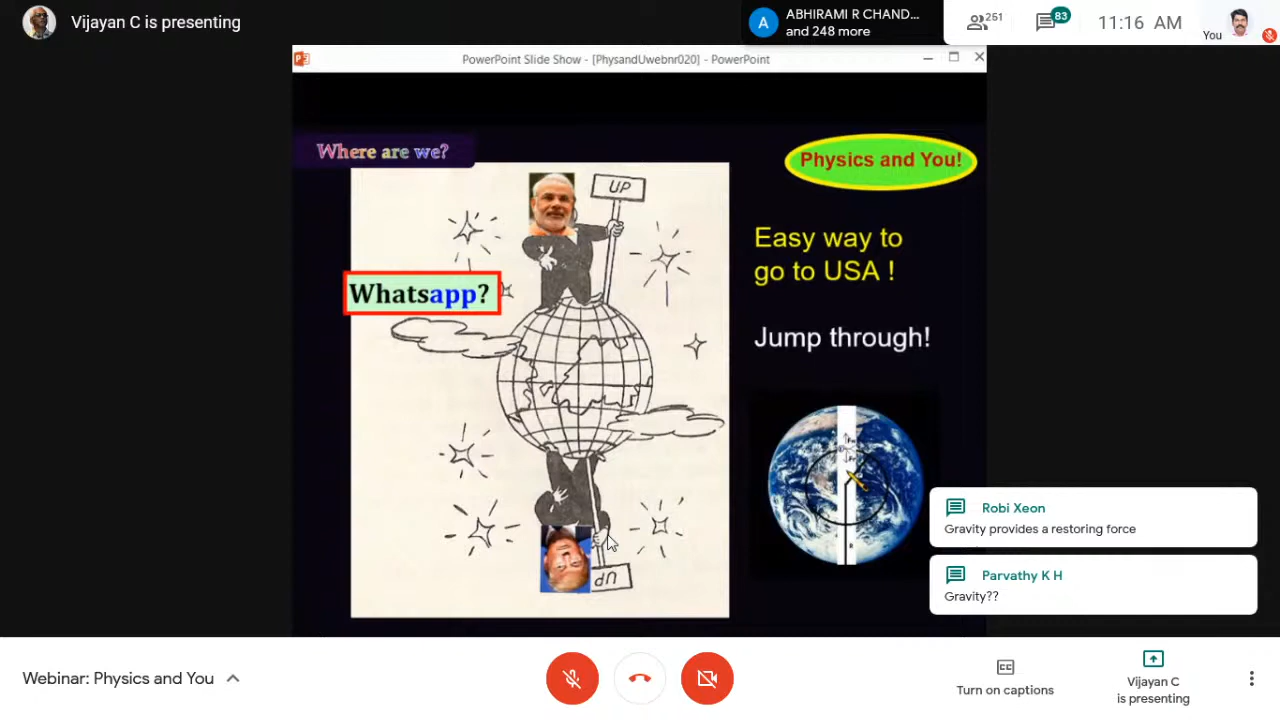 Vijayan C is presenting
ABHIRAMI R CHAND...
and 248 more
251
83
11:16 AM
You
PowerPoint Slide Show - [PhysandUwebnr020] - PowerPoint
Where are we?
Physics and You!
UP
Easy way to
go to USA !
Whatsapp?
Jump through!
UP
R
Robi Xeon
Gravity provides a restoring force
Parvathy K H
Gravity??
Webinar: Physics and You
Turn on captions
Vijayan C
is presenting